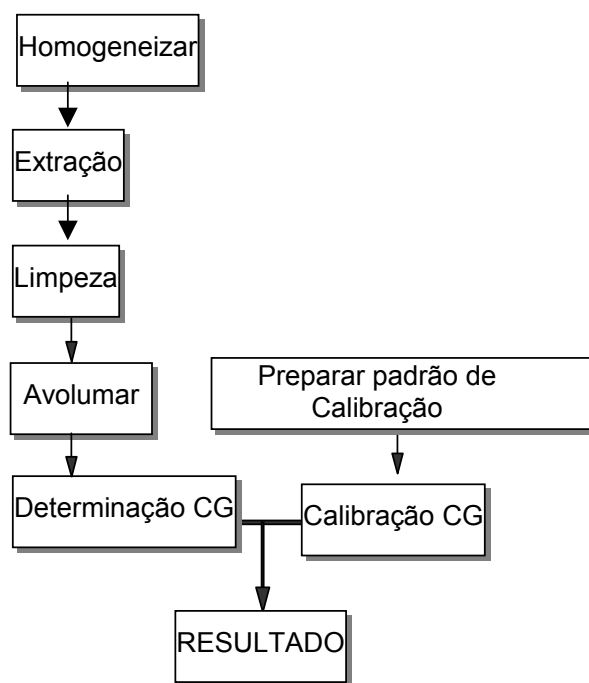 Homogeneizar
Extração
Limpeza
Avolumar
Preparar padrão de
Calibração
Determinação CG
Calibração CG
RESULTADO